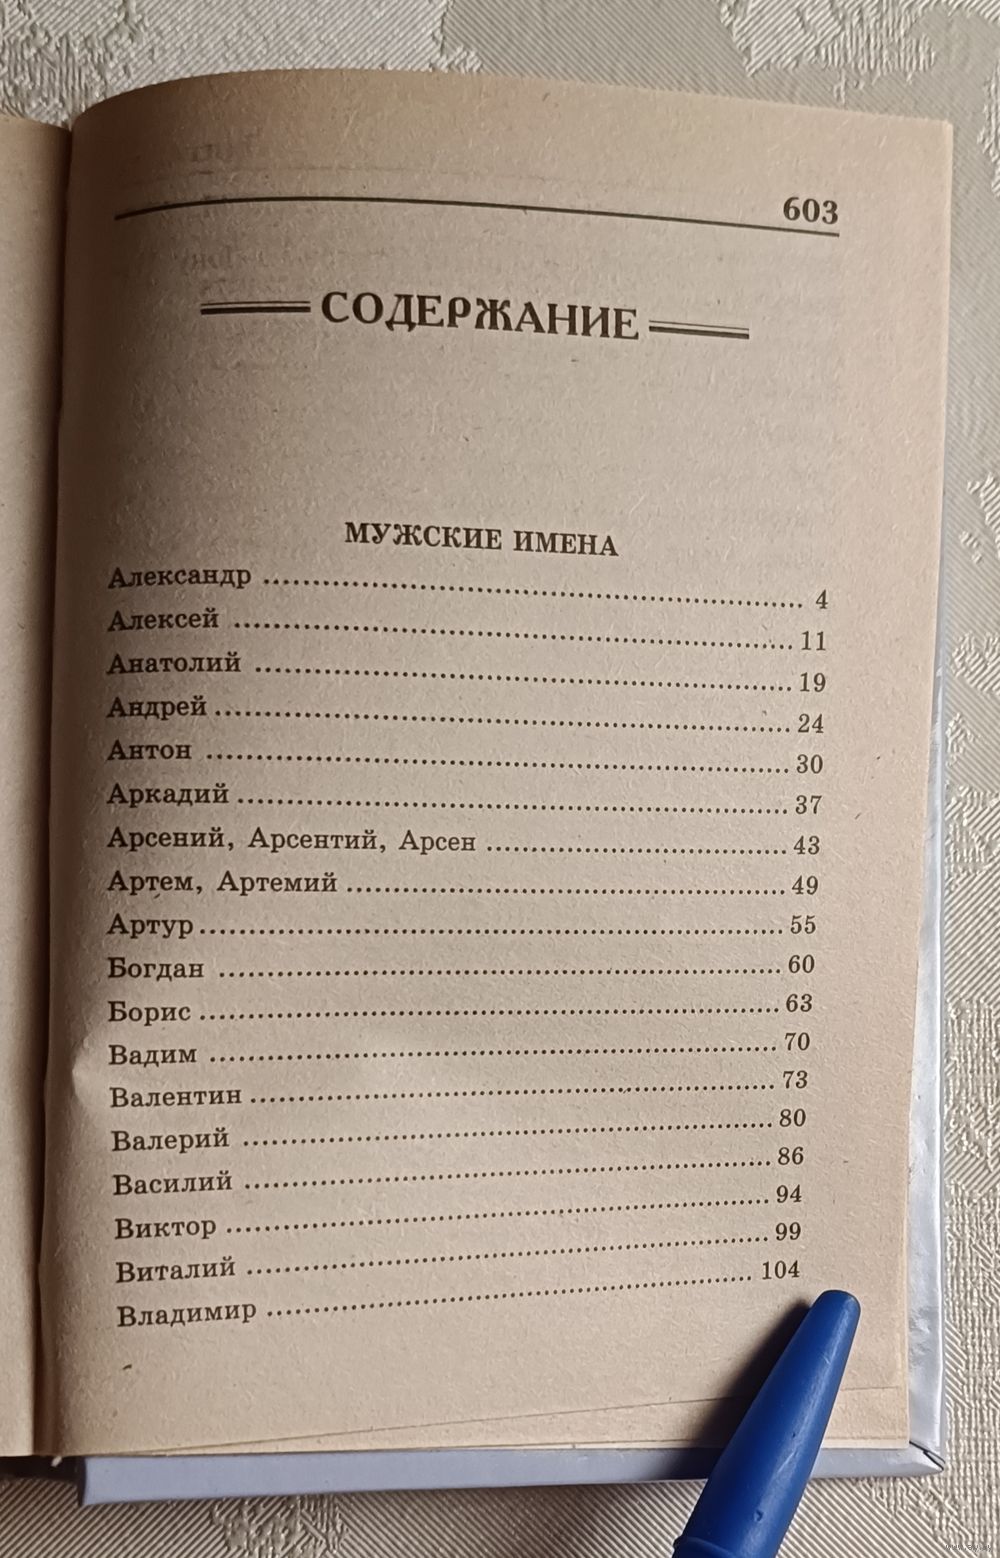 603
СОДЕРЖАНИЕ
МУЖСКИЕ ИМЕНА
Александр ........................................................ 4
Алексей ........................................................ 11
Анатолий ........................................................ 19
Андрей ........................................................ 24
Антон ........................................................ 30
Аркадий ........................................................ 37
Арсений, Арсентий, Арсен ................................ 43
Артем, Артемий ................................................ 49
Артур ........................................................ 55
Богдан ........................................................ 60
Борис ........................................................ 63
Вадим ........................................................ 70
Валентин ........................................................ 73
Валерий ........................................................ 80
Василий ........................................................ 86
Виктор ........................................................ 94
Виталий ........................................................ 99
Владимир ........................................................ 104